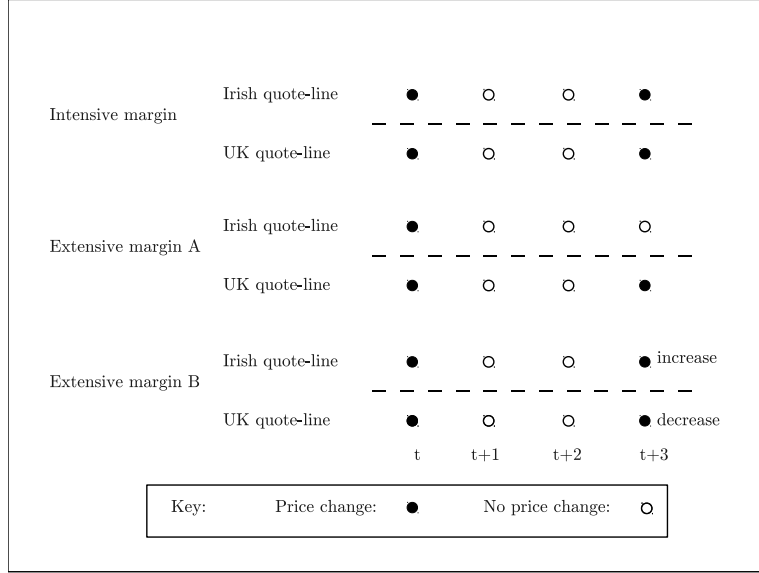 Irish quote-line
Intensive margin
UK quote-line
Irish quote-line
Extensive margin A
UK quote-line
Irish quote-line increase
Extensive margin B
UK quote-line decrease
t t+1 t+2 t+3
Key: Price change: No price change: